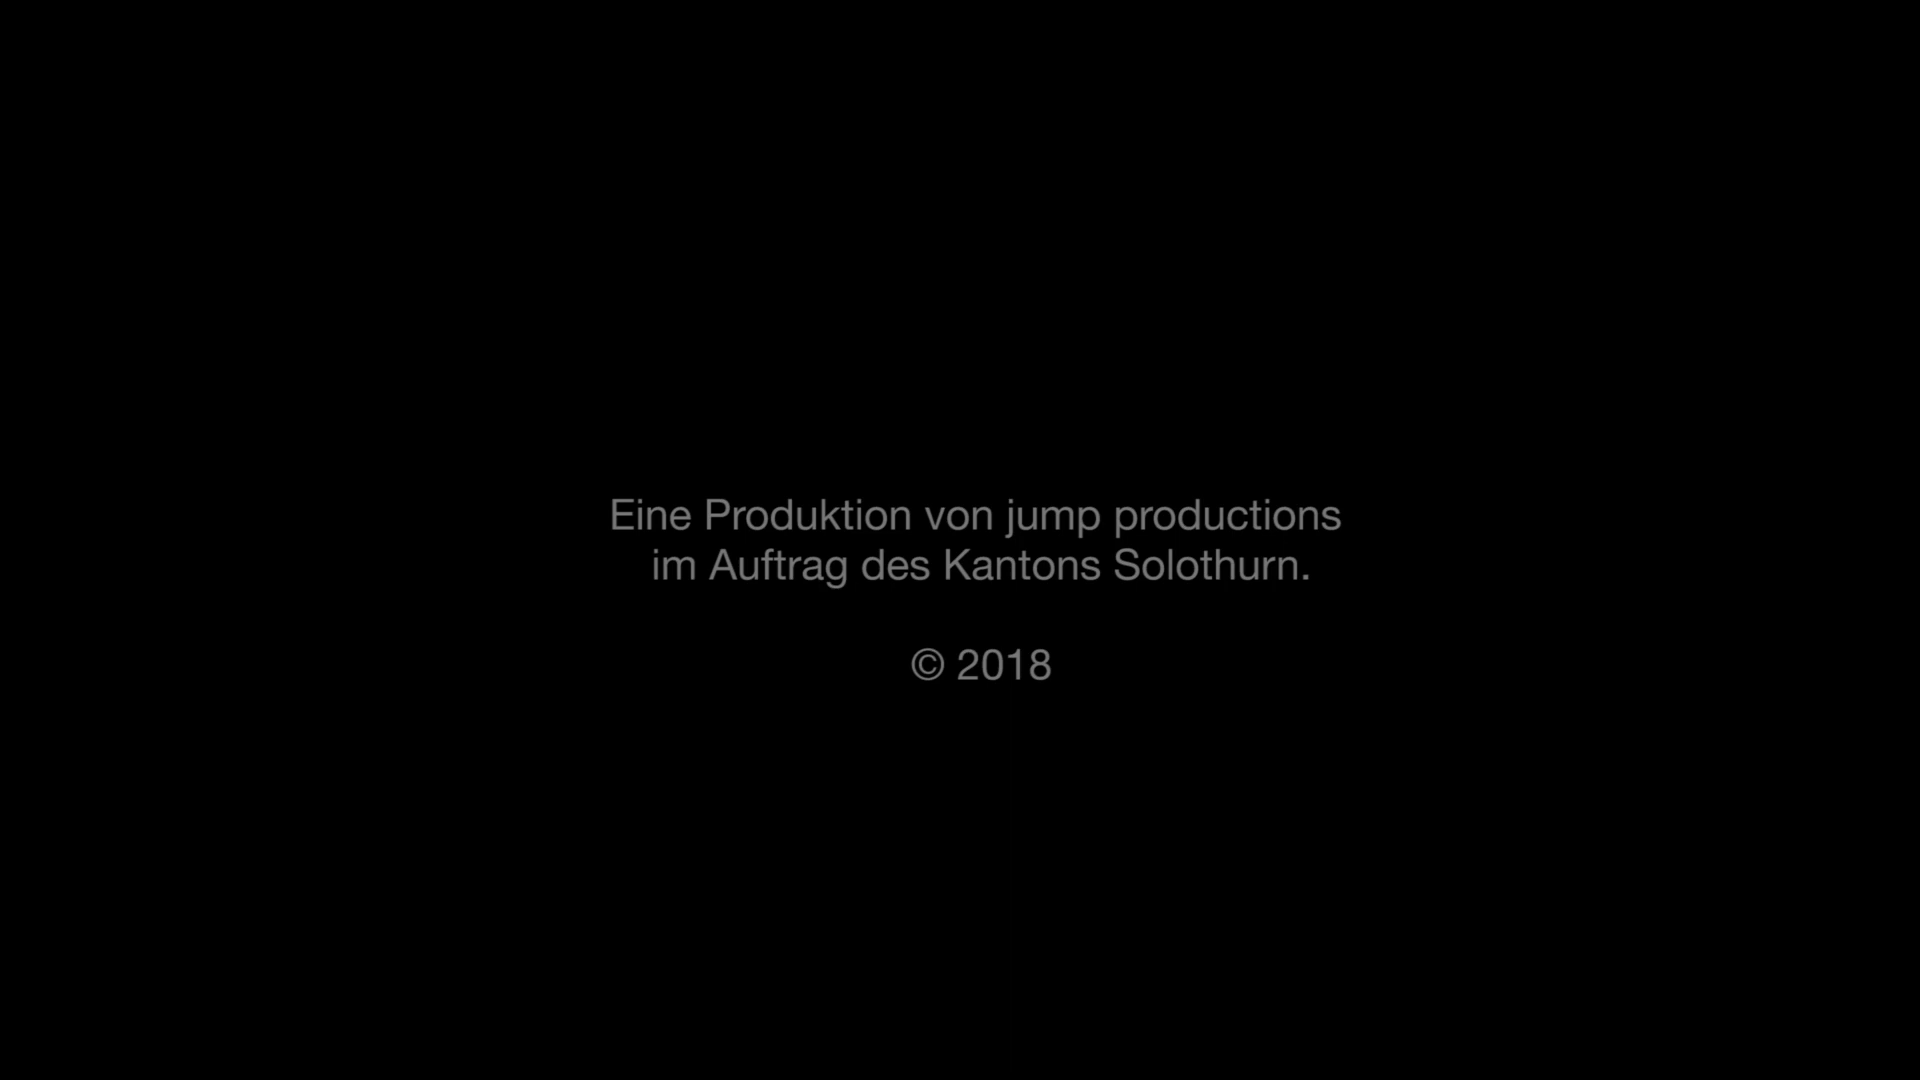 Eine Produktion von jump productions
im Auftrag des Kantons Solothurn.
© 2018